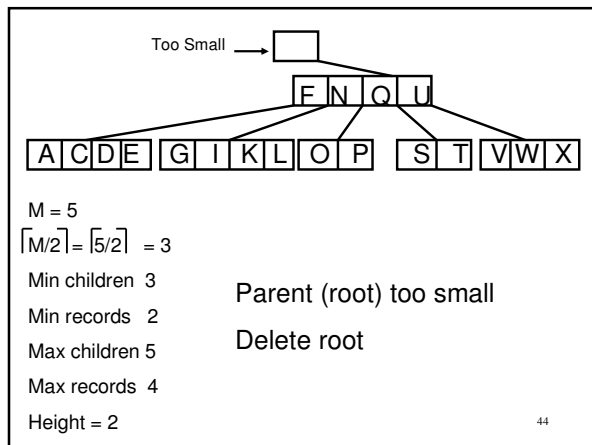 Too Small
F N Q U
A C D E G I K L O P S T V W X
M = 5
⌈M/2⌉ = ⌈5/2⌉ = 3
Min children 3
Min records 2
Max children 5
Max records 4
Height = 2
Parent (root) too small
Delete root
44